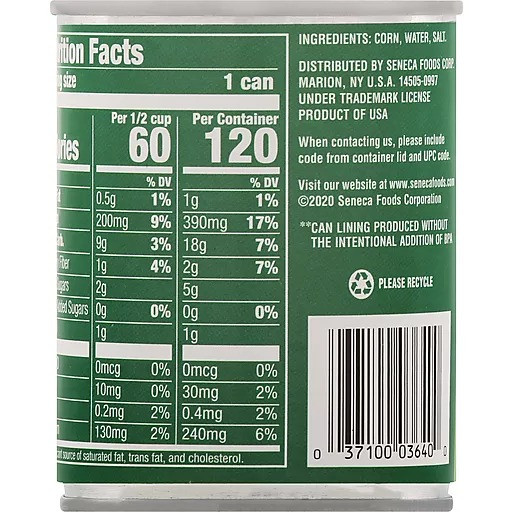 Facts
size
1 can
Per 1/2 cup
Per Container
60
120
% DV
% DV
0.5g 1% 1g 1%
200mg 9% 390mg 17%
9g 3% 18g 7%
Fiber 1g 4% 2g 7%
2g 5g
Added Sugars 0g 0% 0g 0%
1g 1g
0mcg 0% 0mcg 0%
10mg 0% 30mg 2%
0.2mg 2% 0.4mg 2%
130mg 2% 240mg 6%
source of saturated fat, trans fat, and cholesterol.
INGREDIENTS: CORN, WATER, SALT.
DISTRIBUTED BY SENECA FOODS CORP.
MARION, NY U.S.A. 14505-0997
UNDER TRADEMARK LICENSE
PRODUCT OF USA
When contacting us, please include
code from container lid and UPC code.
Visit our website at www.senecafoods.com
©2020 Seneca Foods Corporation
**CAN LINING PRODUCED WITHOUT
THE INTENTIONAL ADDITION OF BPA
PLEASE RECYCLE
0 37100 03640 0